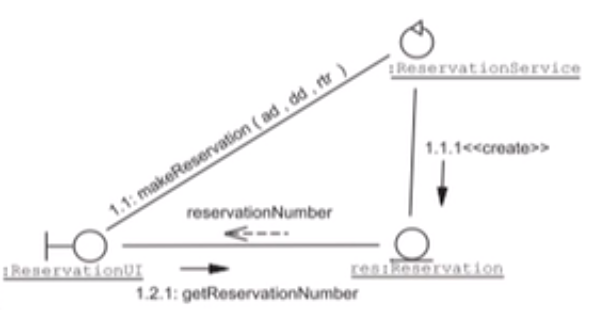 :ReservationService
1.1: makeReservation ( ad , dd , rtr )
1.1.1<<create>>
reservationNumber
:ReservationUI
res:Reservation
1.2.1: getReservationNumber